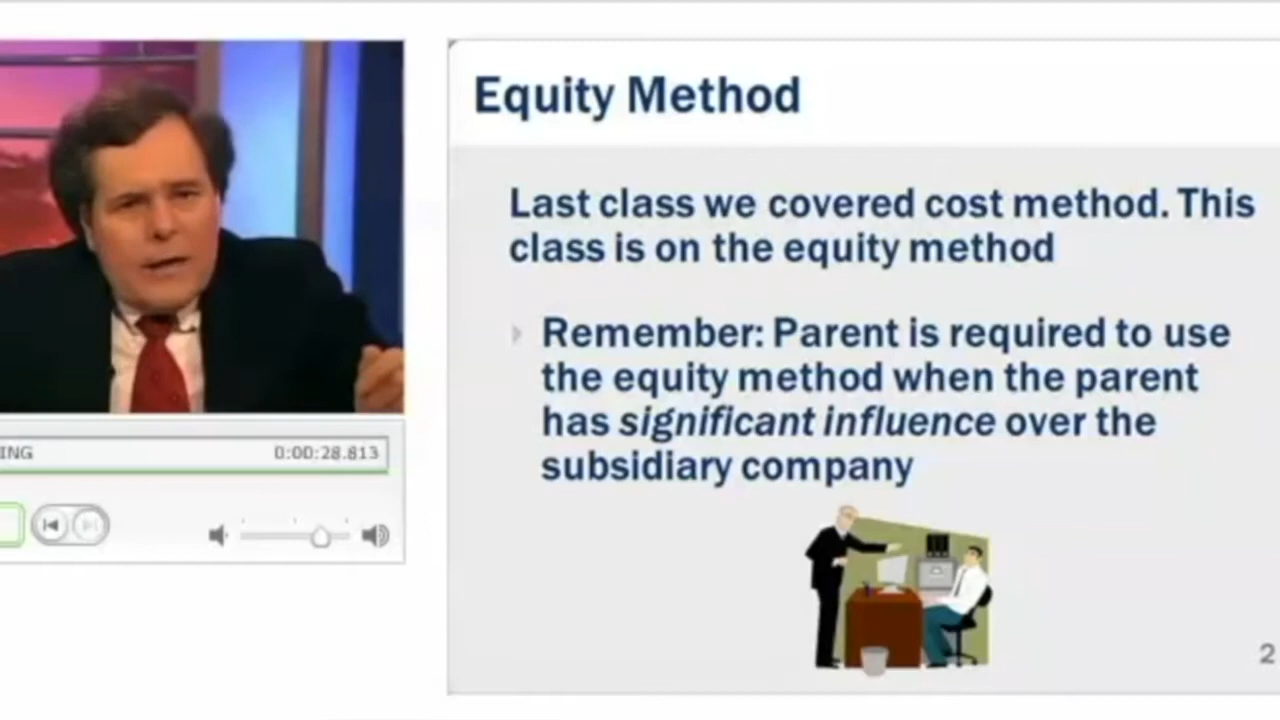 Equity Method
Last class we covered cost method. This
class is on the equity method
Remember: Parent is required to use
the equity method when the parent
has significant influence over the
subsidiary company
ING
0:00:28.813
2